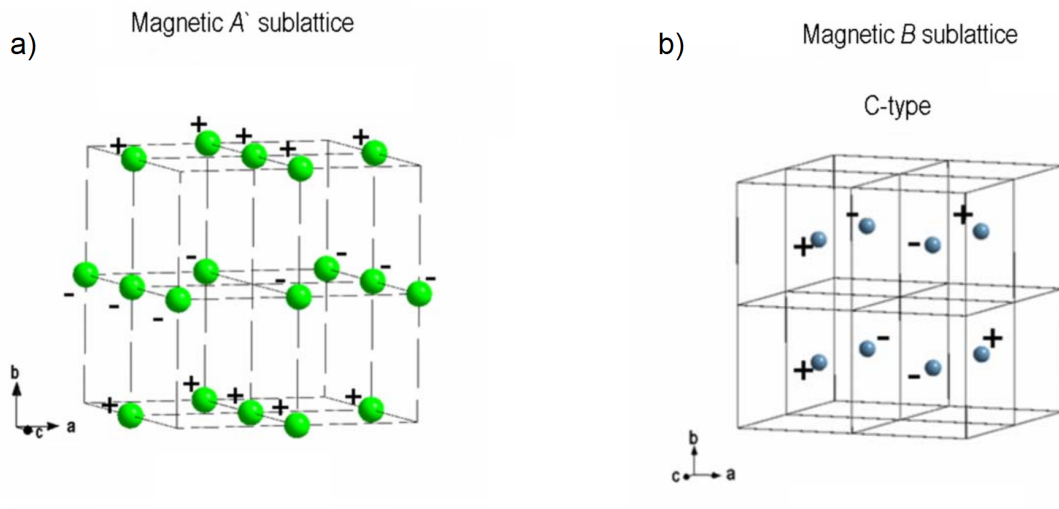 Magnetic A` sublattice
a)
+ + + + +
- - - - - - - -
+ + + + +
b
c a
b)
Magnetic B sublattice
C-type
+ - - +
+ - - +
b
c a